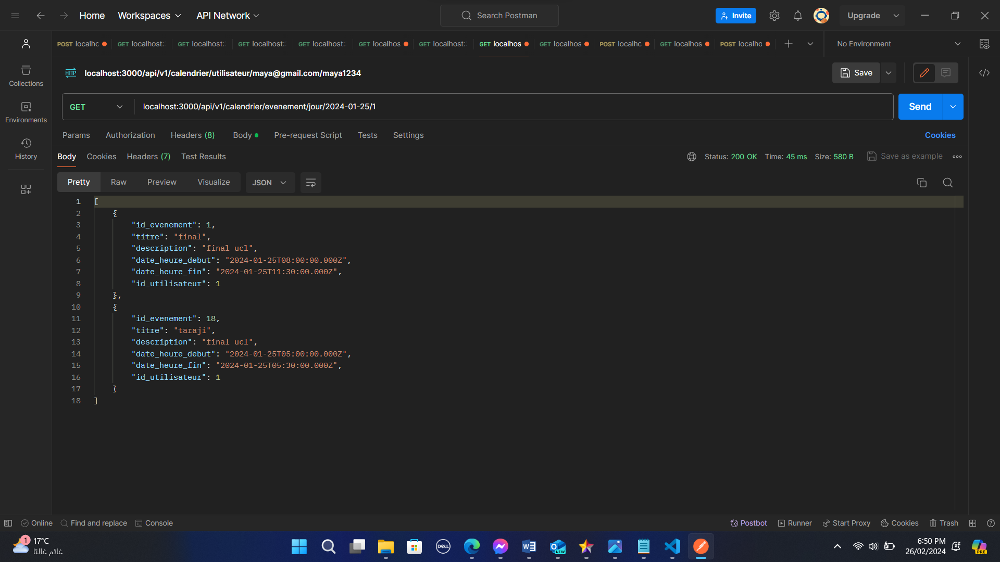 Home Workspaces API Network Search Postman Invite Upgrade
POST localhc GET localhost: GET localhost: GET localhost: GET localhost: GET localhos GET localhost: GET localhos GET localhos POST localhc GET localhos POST localho No Environment
HTTP localhost:3000/api/v1/calendrier/utilisateur/maya@gmail.com/maya1234 Save
Collections
GET localhost:3000/api/v1/calendrier/evenement/jour/2024-01-25/1 Send
Environments
Params Authorization Headers (8) Body Pre-request Script Tests Settings Cookies
History
Body Cookies Headers (7) Test Results Status: 200 OK Time: 45 ms Size: 580 B Save as example
Pretty Raw Preview Visualize JSON
1 [
2 {
3 "id_evenement": 1,
4 "titre": "final",
5 "description": "final ucl",
6 "date_heure_debut": "2024-01-25T08:00:00.000Z",
7 "date_heure_fin": "2024-01-25T11:30:00.000Z",
8 "id_utilisateur": 1
9 },
10 {
11 "id_evenement": 18,
12 "titre": "taraji",
13 "description": "final ucl",
14 "date_heure_debut": "2024-01-25T05:00:00.000Z",
15 "date_heure_fin": "2024-01-25T05:30:00.000Z",
16 "id_utilisateur": 1
17 }
18 ]
Online Find and replace Console Postbot Runner Start Proxy Cookies Trash
1 17°C DELL NEW 6:50 PM
غائم غالبًا 26/02/2024 PRE